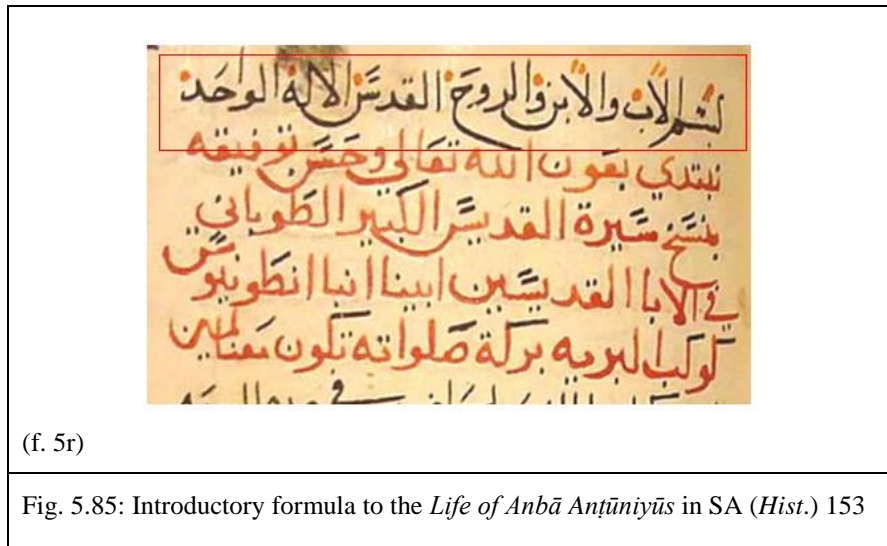 بسم الاب والابن والروح القدس الاله الواحد
نبتدي بعون الله تعالي وحسن توفيقه
بنسخ سيرة القديس الكبير الطوباني
في الابا القديسين ابينا انبا انطونيوس
كوكب البريه بركة صلواته تكون معنا امين
(f. 5r)
Fig. 5.85: Introductory formula to the Life of Anbā Anṭūniyūs in SA (Hist.) 153